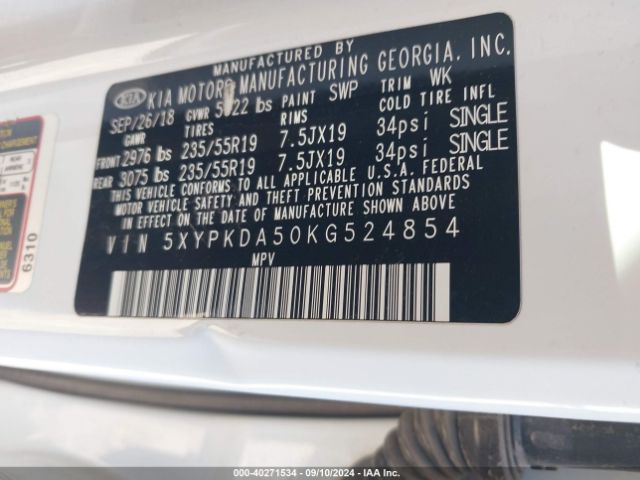 MANUFACTURED BY
KIA KIA MOTORS MANUFACTURING GEORGIA, INC.
SEP/26/18 GVWR lbs PAINT SWP TRIM WK
GAWR TIRES RIMS COLD TIRE INFL
FRONT 2976 lbs 235/55R19 7.5JX19 34psi SINGLE
REAR 3075 lbs 235/55R19 7.5JX19 34psi SINGLE
THIS VEHICLE CONFORMS TO ALL APPLICABLE U.S.A. FEDERAL
MOTOR VEHICLE SAFETY AND THEFT PREVENTION STANDARDS
IN EFFECT ON THE DATE OF MANUFACTURE SHOWN ABOVE.
VIN 5XYPKDA50KG524854
MPV
6310
000-40271534 - 09/10/2024 - IAA Inc.